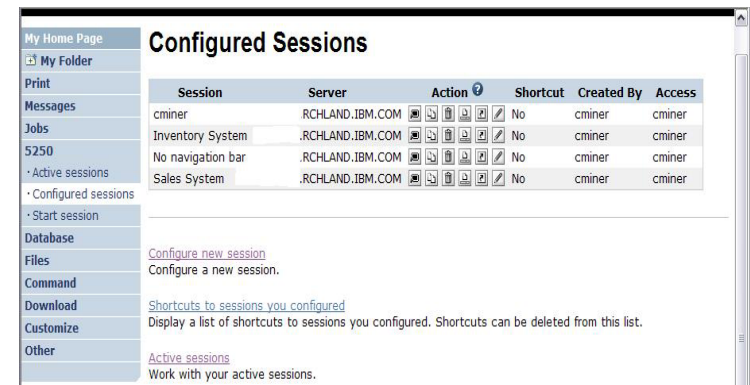 My Home Page
My Folder
Print
Messages
Jobs
5250
· Active sessions
· Configured sessions
· Start session
Database
Files
Command
Download
Customize
Other
Configured Sessions
Session Server Action ? Shortcut Created By Access
cminer .RCHLAND.IBM.COM No cminer cminer
Inventory System .RCHLAND.IBM.COM No cminer cminer
No navigation bar .RCHLAND.IBM.COM No cminer cminer
Sales System .RCHLAND.IBM.COM No cminer cminer
Configure new session
Configure a new session.
Shortcuts to sessions you configured
Display a list of shortcuts to sessions you configured. Shortcuts can be deleted from this list.
Active sessions
Work with your active sessions.